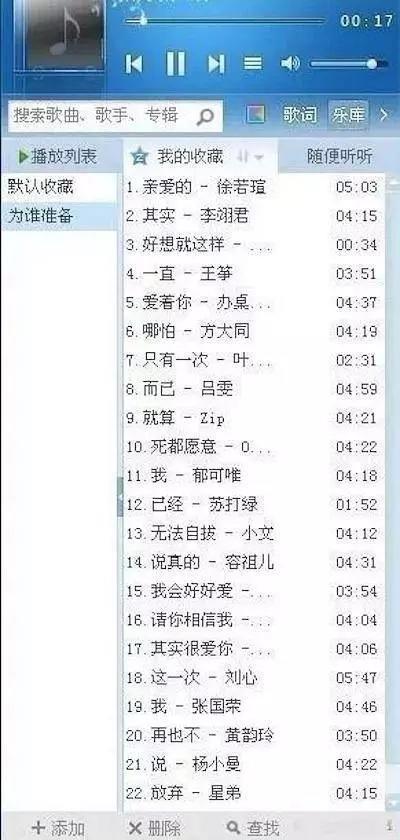 00:17
搜索歌曲、歌手、专辑 歌词 乐库
播放列表 我的收藏 随便听听
默认收藏
为谁准备
1. 亲爱的 - 徐若瑄 05:03
2. 其实 - 李翊君 04:15
3. 好想就这样 - ... 00:34
4. 一直 - 王筝 03:51
5. 爱着你 - 办桌... 04:37
6. 哪怕 - 方大同 04:19
7. 只有一次 - 叶... 02:31
8. 而已 - 吕雯 04:59
9. 就算 - Zip 04:21
10. 死都愿意 - 0... 04:22
11. 我 - 郁可唯 04:18
12. 已经 - 苏打绿 01:52
13. 无法自拔 - 小文 04:12
14. 说真的 - 容祖儿 04:31
15. 我会好好爱 -... 03:54
16. 请你相信我 -... 04:04
17. 其实很爱你 -... 04:06
18. 这一次 - 刘心 05:47
19. 我 - 张国荣 04:46
20. 再也不 - 黄韵玲 03:50
21. 说 - 杨小曼 04:22
22. 放弃 - 星弟 04:15
添加 删除 查找